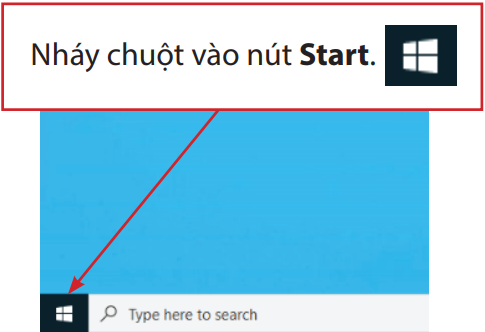 Nháy chuột vào nút Start.
Type here to search